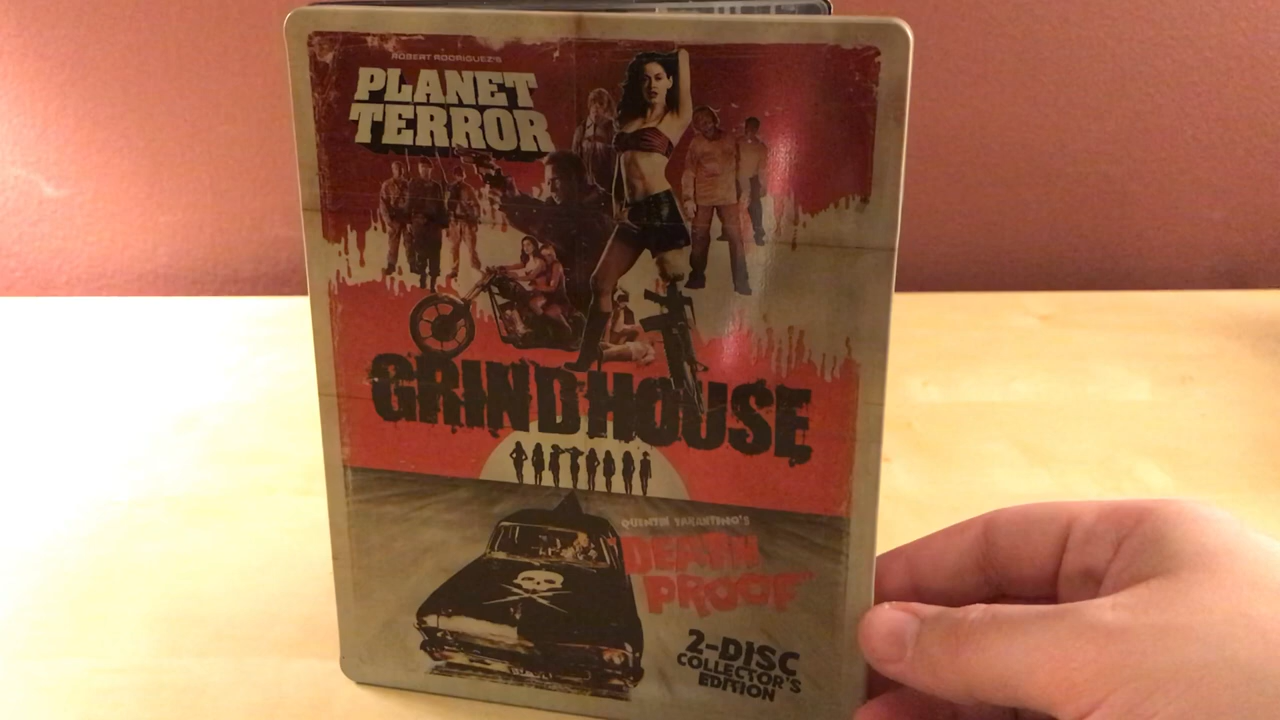 ROBERT RODRIGUEZ'S
PLANET
TERROR
GRINDHOUSE
QUENTIN TARANTINO'S
DEATH
PROOF
2-DISC
COLLECTOR'S
EDITION